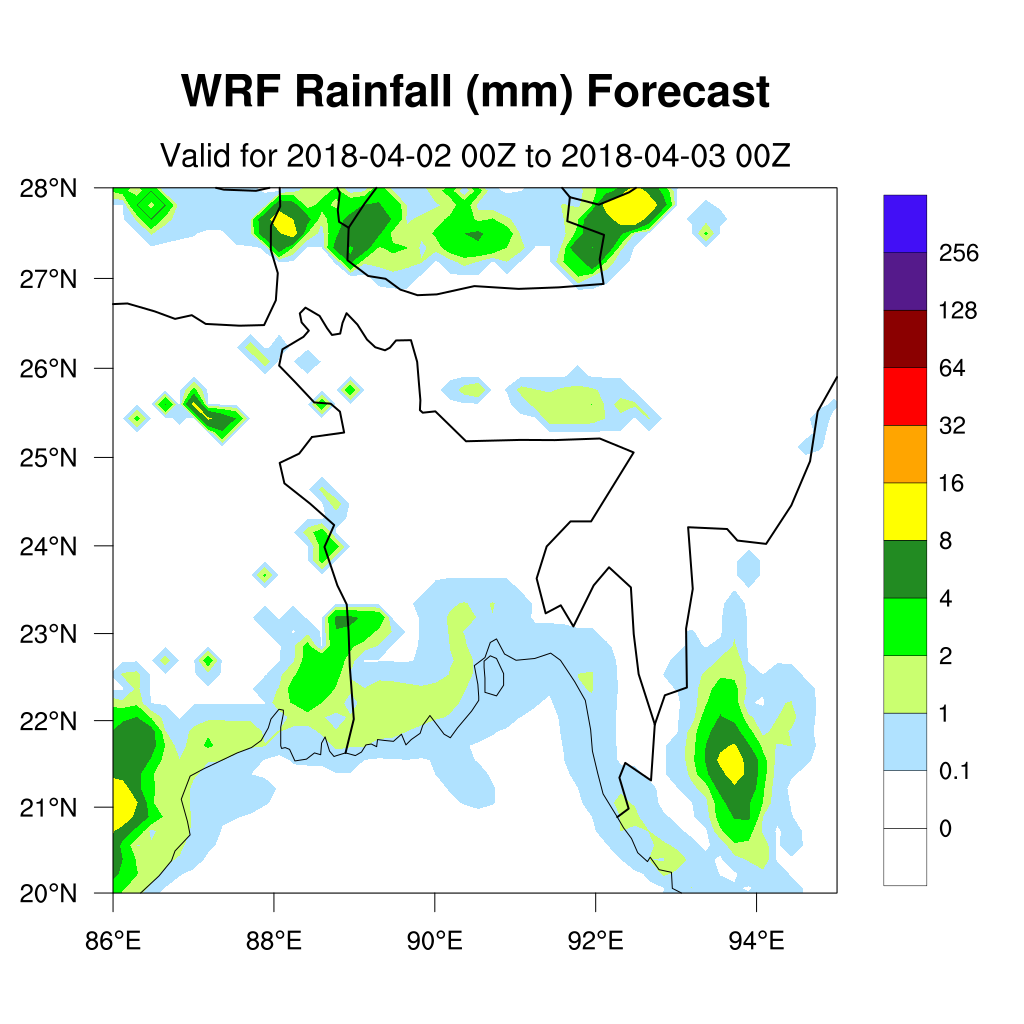 WRF Rainfall (mm) Forecast
Valid for 2018-04-02 00Z to 2018-04-03 00Z
28°N
27°N
26°N
25°N
24°N
23°N
22°N
21°N
20°N
86°E 88°E 90°E 92°E 94°E
256
128
64
32
16
8
4
2
1
0.1
0